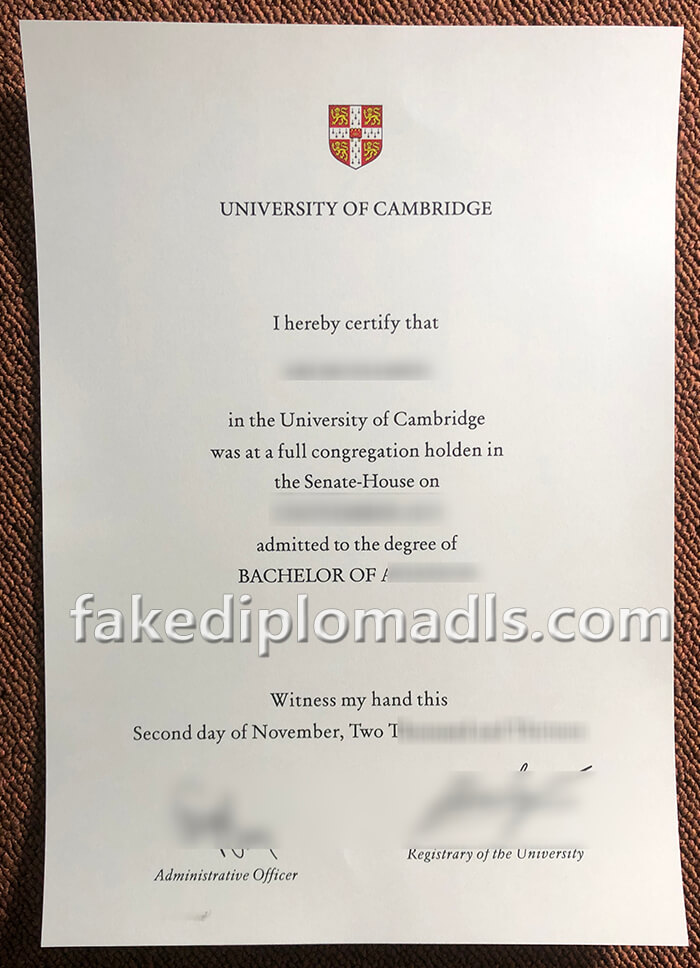 UNIVERSITY OF CAMBRIDGE
I hereby certify that
in the University of Cambridge
was at a full congregation holden in
the Senate-House on
admitted to the degree of
BACHELOR OF
fakediplomadls.com
Witness my hand this
Second day of November, Two
Administrative Officer
Registrary of the University